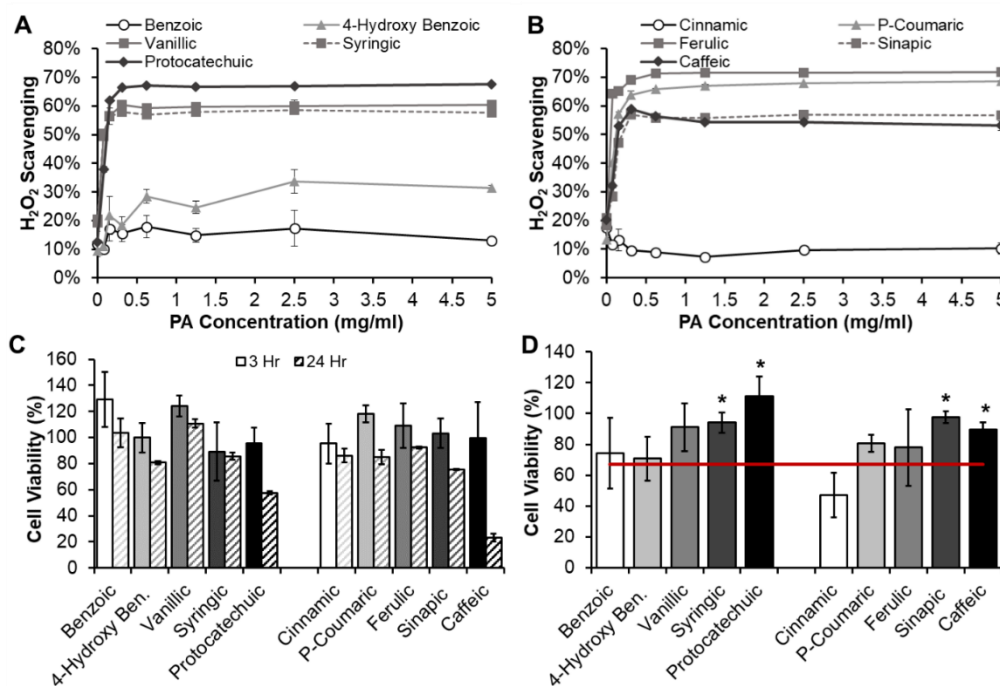 A
Benzoic
4-Hydroxy Benzoic
Vanillic
Syringic
Protocatechuic
80%
70%
60%
50%
40%
30%
20%
10%
0%
H₂O₂ Scavenging
0 0.5 1 1.5 2 2.5 3 3.5 4 4.5 5
PA Concentration (mg/ml)
B
Cinnamic
P-Coumaric
Ferulic
Sinapic
Caffeic
80%
70%
60%
50%
40%
30%
20%
10%
0%
H₂O₂ Scavenging
0 0.5 1 1.5 2 2.5 3 3.5 4 4.5 5
PA Concentration (mg/ml)
C
3 Hr
24 Hr
160
140
120
100
80
60
40
20
0
Cell Viability (%)
Benzoic
4-Hydroxy Ben.
Vanillic
Syringic
Protocatechuic
Cinnamic
P-Coumaric
Ferulic
Sinapic
Caffeic
D
140
120
100
80
60
40
20
0
Cell Viability (%)
*
*
*
*
Benzoic
4-Hydroxy Ben.
Vanillic
Syringic
Protocatechuic
Cinnamic
P-Coumaric
Ferulic
Sinapic
Caffeic